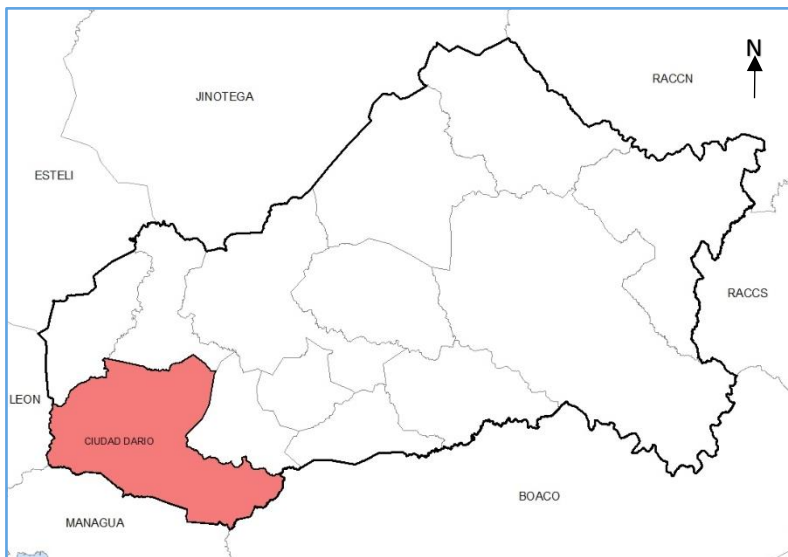 N
RACCN
JINOTEGA
ESTELI
RACCS
LEON
CIUDAD DARIO
BOACO
MANAGUA